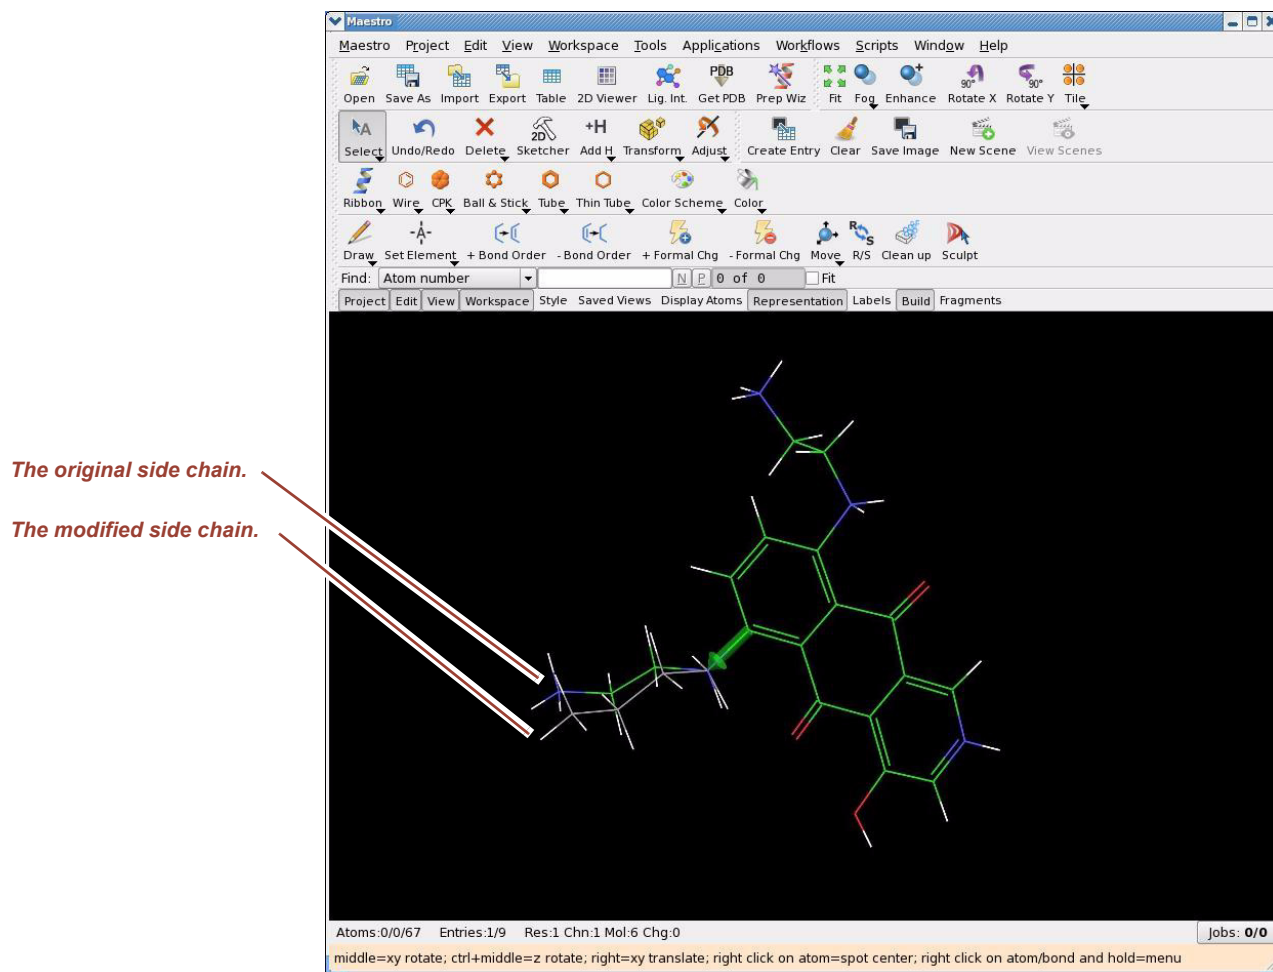 Maestro
Maestro Project Edit View Workspace Tools Applications Workflows Scripts Window Help
PDB 90° 90°
Open Save As Import Export Table 2D Viewer Lig. Int. Get PDB Prep Wiz Fit Fog Enhance Rotate X Rotate Y Tile
A 2D +H
Select Undo/Redo Delete Sketcher Add H Transform Adjust Create Entry Clear Save Image New Scene View Scenes
Ribbon Wire CPK Ball & Stick Tube Thin Tube Color Scheme Color
-A- R S
Draw Set Element + Bond Order - Bond Order + Formal Chg - Formal Chg Move R/S Clean up Sculpt
Find: Atom number N P 0 of 0 Fit
Project Edit View Workspace Style Saved Views Display Atoms Representation Labels Build Fragments
The original side chain.
The modified side chain.
Atoms:0/0/67 Entries:1/9 Res:1 Chn:1 Mol:6 Chg:0 Jobs: 0/0
middle=xy rotate; ctrl+middle=z rotate; right=xy translate; right click on atom=spot center; right click on atom/bond and hold=menu